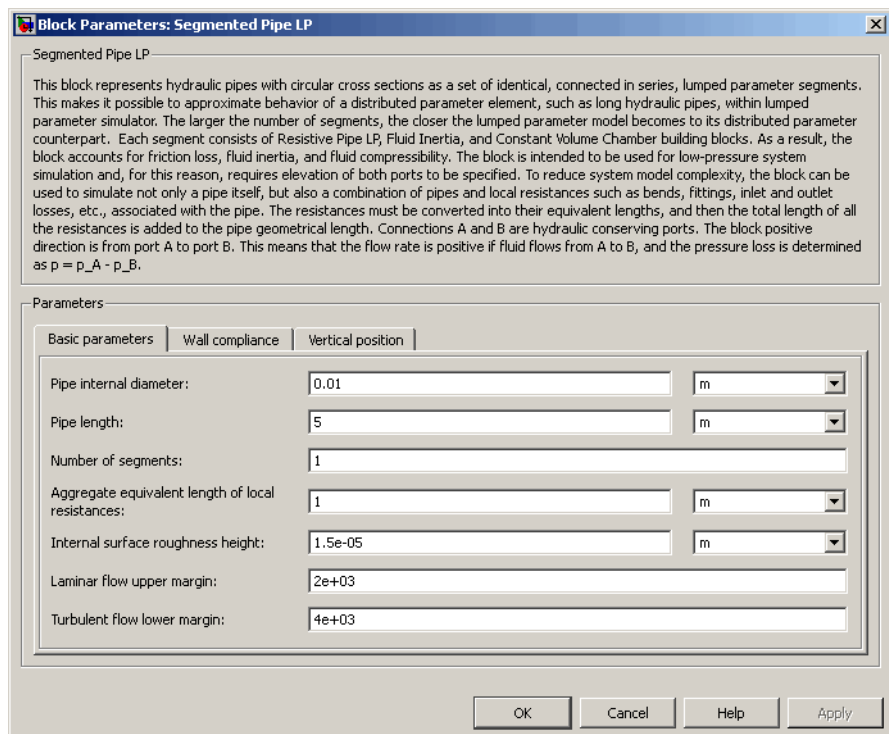 Block Parameters: Segmented Pipe LP
Segmented Pipe LP
This block represents hydraulic pipes with circular cross sections as a set of identical, connected in series, lumped parameter segments.
This makes it possible to approximate behavior of a distributed parameter element, such as long hydraulic pipes, within lumped
parameter simulator. The larger the number of segments, the closer the lumped parameter model becomes to its distributed parameter
counterpart.  Each segment consists of Resistive Pipe LP, Fluid Inertia, and Constant Volume Chamber building blocks. As a result, the
block accounts for friction loss, fluid inertia, and fluid compressibility. The block is intended to be used for low-pressure system
simulation and, for this reason, requires elevation of both ports to be specified. To reduce system model complexity, the block can be
used to simulate not only a pipe itself, but also a combination of pipes and local resistances such as bends, fittings, inlet and outlet
losses, etc., associated with the pipe. The resistances must be converted into their equivalent lengths, and then the total length of all
the resistances is added to the pipe geometrical length. Connections A and B are hydraulic conserving ports. The block positive
direction is from port A to port B. This means that the flow rate is positive if fluid flows from A to B, and the pressure loss is determined
as p = p_A - p_B.
Parameters
Basic parameters Wall compliance Vertical position
Pipe internal diameter: 0.01 m
Pipe length: 5 m
Number of segments: 1
Aggregate equivalent length of local
resistances: 1 m
Internal surface roughness height: 1.5e-05 m
Laminar flow upper margin: 2e+03
Turbulent flow lower margin: 4e+03
OK Cancel Help Apply